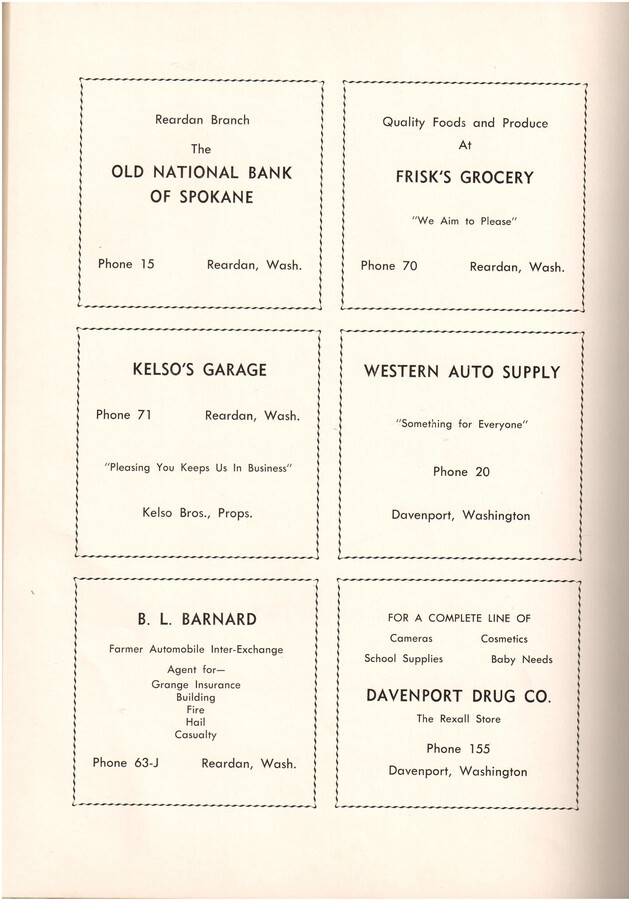 Reardan Branch
The
OLD NATIONAL BANK
OF SPOKANE
Phone 15 Reardan, Wash.
Quality Foods and Produce
At
FRISK'S GROCERY
"We Aim to Please"
Phone 70 Reardan, Wash.
KELSO'S GARAGE
Phone 71 Reardan, Wash.
"Pleasing You Keeps Us In Business"
Kelso Bros., Props.
WESTERN AUTO SUPPLY
"Something for Everyone"
Phone 20
Davenport, Washington
B. L. BARNARD
Farmer Automobile Inter-Exchange
Agent for—
Grange Insurance
Building
Fire
Hail
Casualty
Phone 63-J Reardan, Wash.
FOR A COMPLETE LINE OF
Cameras Cosmetics
School Supplies Baby Needs
DAVENPORT DRUG CO.
The Rexall Store
Phone 155
Davenport, Washington